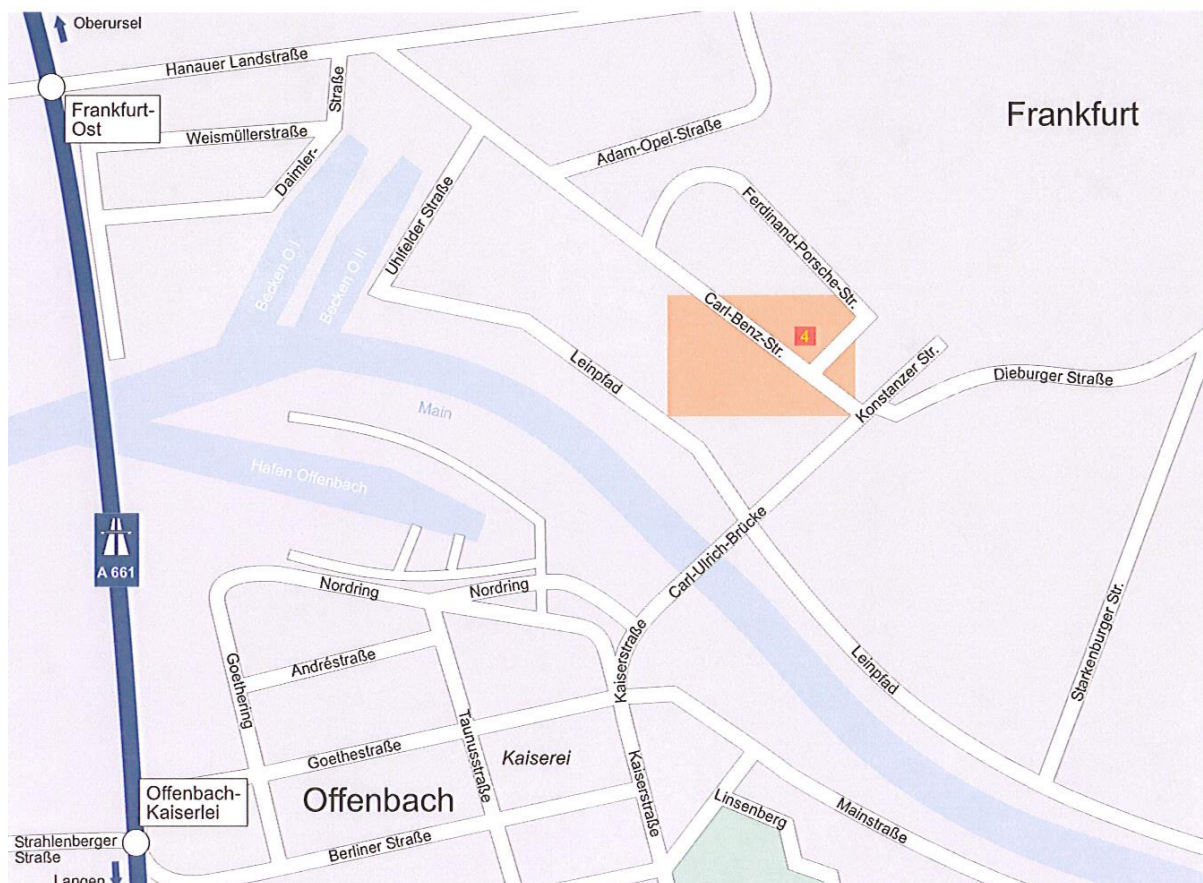 Oberursel
Hanauer Landstraße
Frankfurt-
Ost
Weismüllerstraße
Daimler-
Straße
Frankfurt
Adam-Opel-Straße
Uhlfelder Straße
Ferdinand-Porsche-Str.
Becken O I
Becken O II
Carl-Benz-Str.
4
Leinpfad
Konstanzer Str.
Dieburger Straße
Main
Hafen Offenbach
A 661
Carl-Ulrich-Brücke
Nordring
Nordring
Kaiserstraße
Andréstraße
Goethering
Leinpfad
Starkenburger Str.
Taunusstraße
Goethestraße
Kaiserei
Kaiserstraße
Offenbach-
Kaiserlei
Offenbach
Linsenberg
Mainstraße
Strahlenberger
Straße
Berliner Straße
Langen